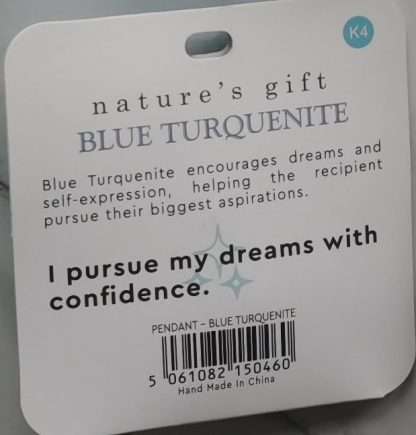 K4
nature's gift
BLUE TURQUENITE
Blue Turquenite encourages dreams and
self-expression, helping the recipient
pursue their biggest aspirations.
I pursue my dreams with
confidence.
PENDANT – BLUE TURQUENITE
5 061082 150460
Hand Made In China